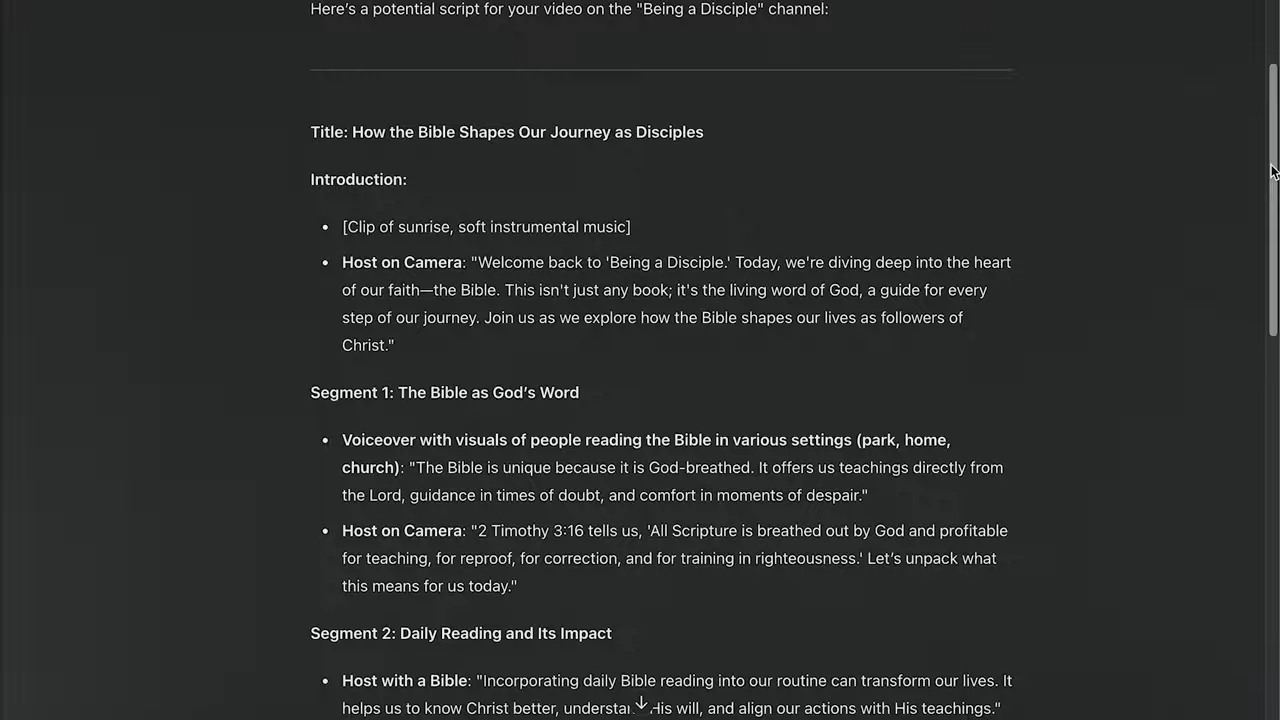 Here's a potential script for your video on the "Being a Disciple" channel:
Title: How the Bible Shapes Our Journey as Disciples
Introduction:
• [Clip of sunrise, soft instrumental music]
• Host on Camera: "Welcome back to 'Being a Disciple.' Today, we're diving deep into the heart
of our faith—the Bible. This isn't just any book; it's the living word of God, a guide for every
step of our journey. Join us as we explore how the Bible shapes our lives as followers of
Christ."
Segment 1: The Bible as God's Word
• Voiceover with visuals of people reading the Bible in various settings (park, home,
church): "The Bible is unique because it is God-breathed. It offers us teachings directly from
the Lord, guidance in times of doubt, and comfort in moments of despair."
• Host on Camera: "2 Timothy 3:16 tells us, 'All Scripture is breathed out by God and profitable
for teaching, for reproof, for correction, and for training in righteousness.' Let's unpack what
this means for us today."
Segment 2: Daily Reading and Its Impact
• Host with a Bible: "Incorporating daily Bible reading into our routine can transform our lives. It
helps us to know Christ better, His will, and align our actions with His teachings."